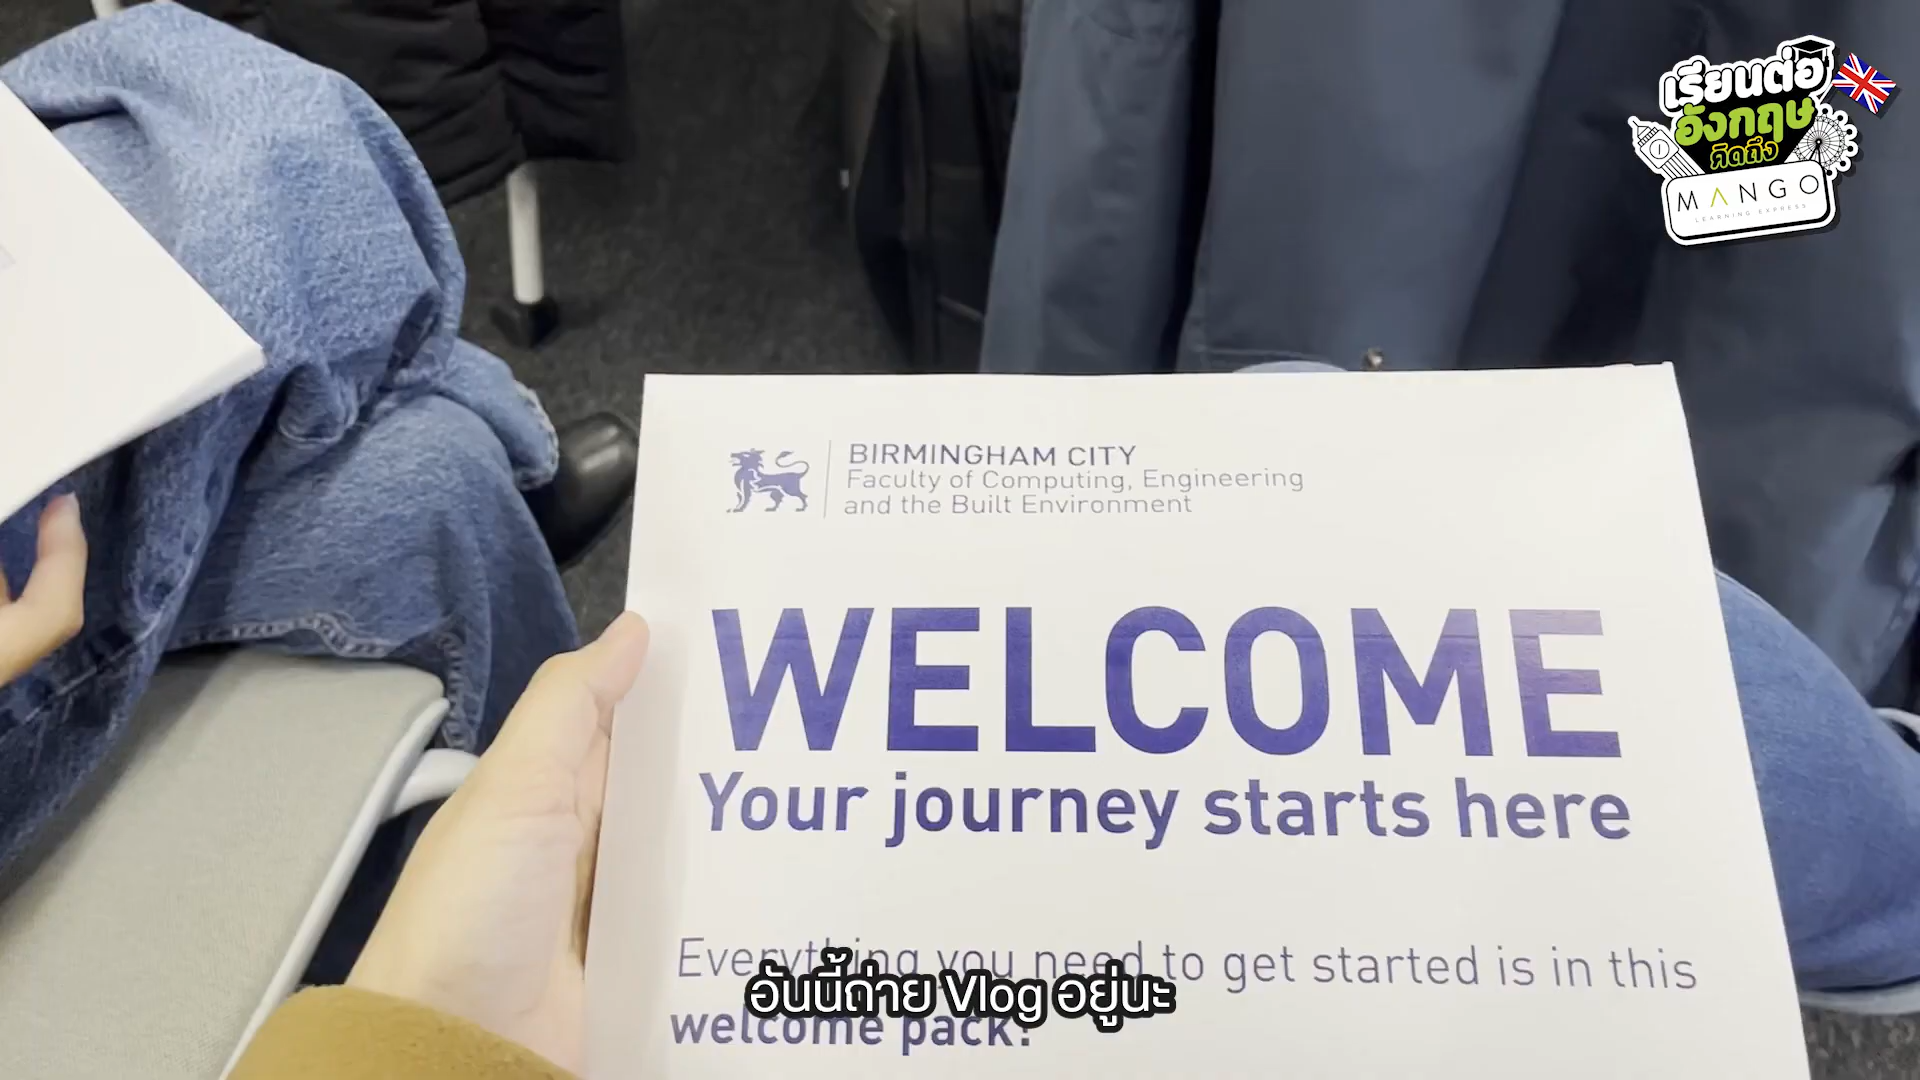 เรียนต่อ
อังกฤษ
คิดถึง
MANGO
LEARNING EXPRESS
BIRMINGHAM CITY
Faculty of Computing, Engineering
and the Built Environment
WELCOME
Your journey starts here
Everything you need to get started is in this
welcome pack!
อันนี้ถ่าย Vlog อยู่นะ